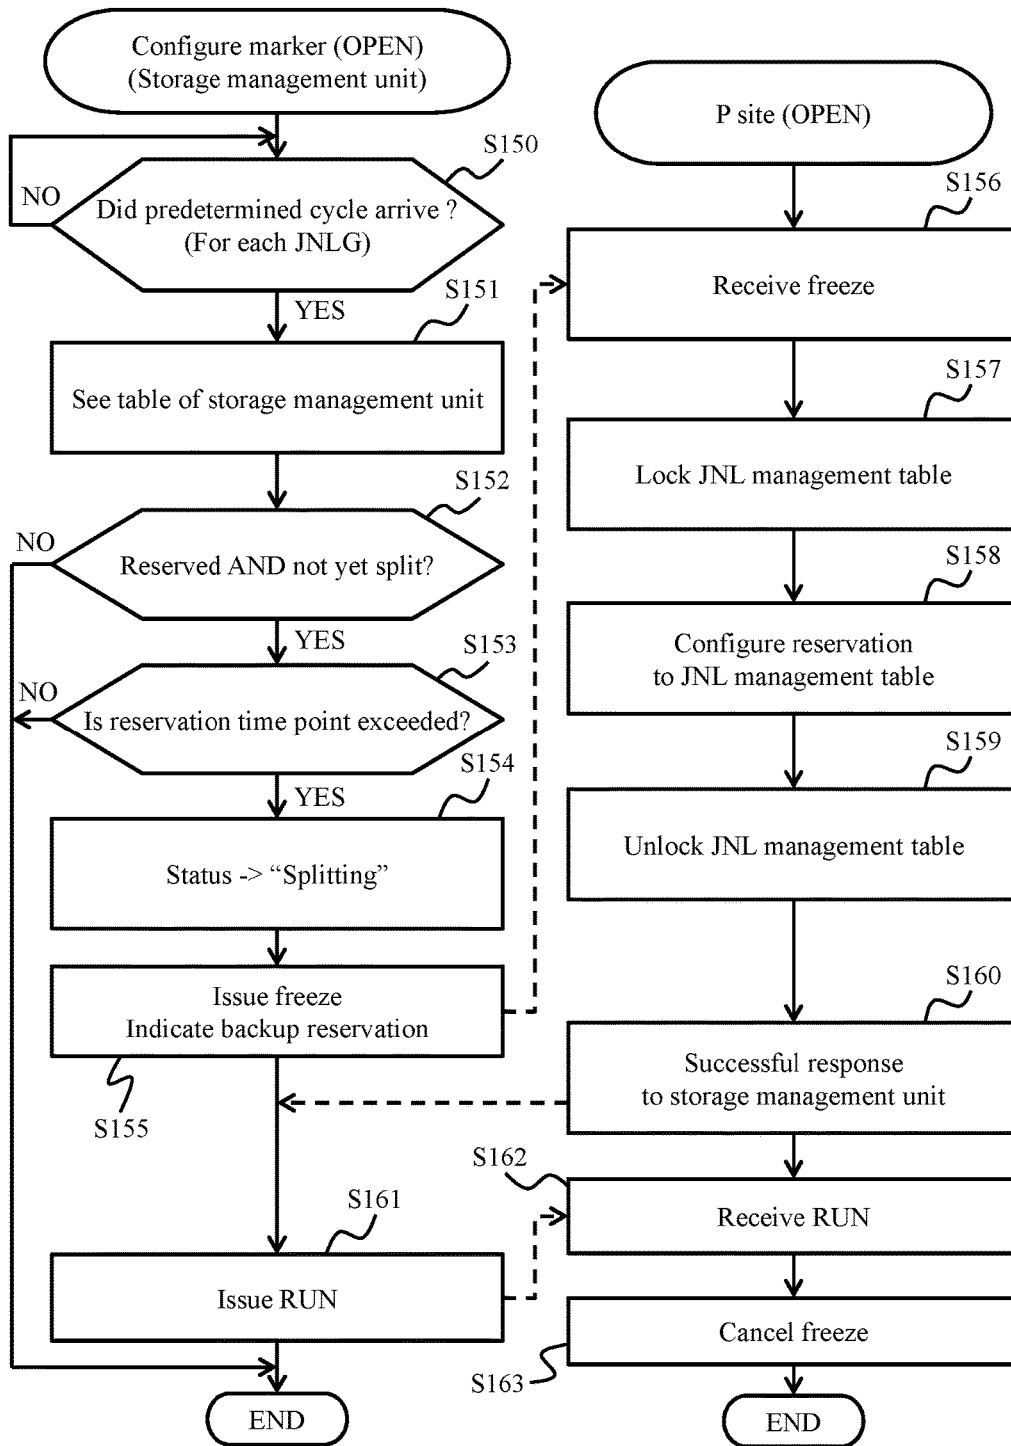 Configure marker (OPEN)
(Storage management unit)
S150
NO
Did predetermined cycle arrive ?
(For each JNLG)
YES
S151
See table of storage management unit
S152
NO
Reserved AND not yet split?
YES
S153
NO
Is reservation time point exceeded?
S154
YES
Status -> “Splitting”
Issue freeze
Indicate backup reservation
S155
S161
Issue RUN
END
P site (OPEN)
S156
Receive freeze
S157
Lock JNL management table
S158
Configure reservation
to JNL management table
S159
Unlock JNL management table
S160
Successful response
to storage management unit
S162
Receive RUN
Cancel freeze
S163
END